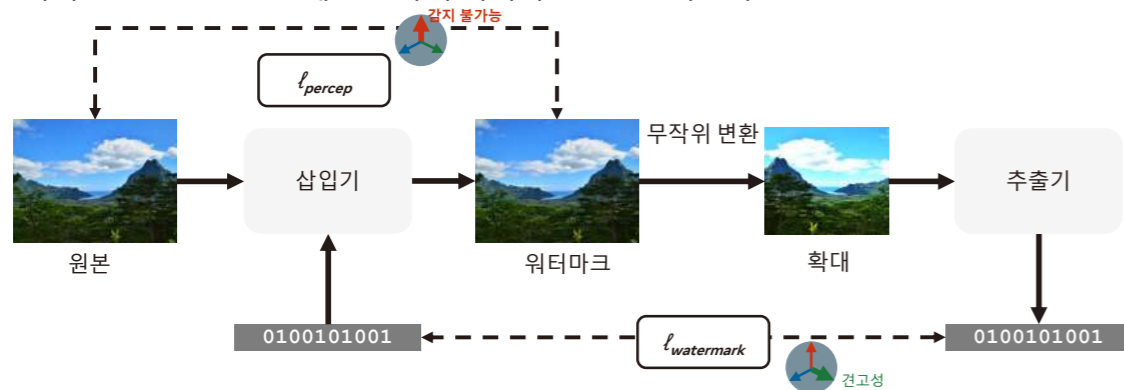 감지 불가능
ℓpercep
무작위 변환
삽입기
추출기
원본
워터마크
확대
0100101001
ℓwatermark
0100101001
견고성